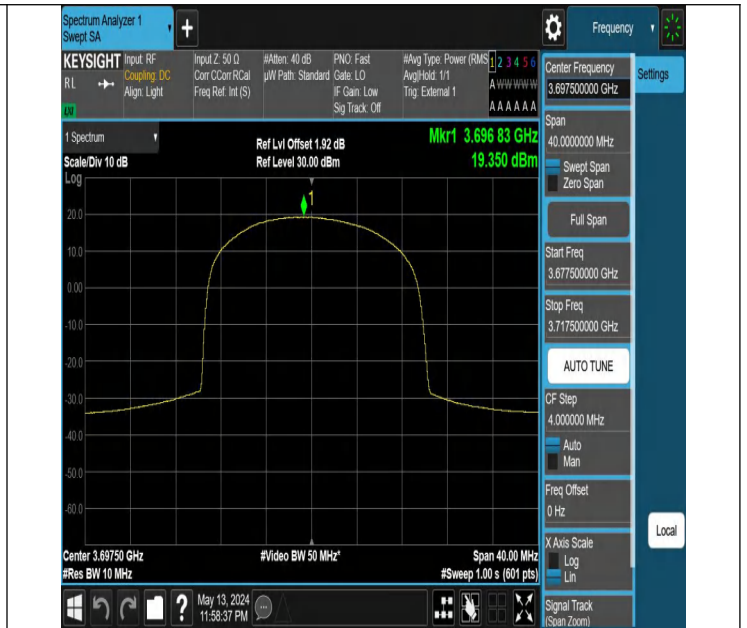 Spectrum Analyzer 1
Swept SA
+
Frequency
KEYSIGHT
RL
Input: RF
Coupling: DC
Align: Light
Input Z: 50 Ω
Corr CCorr RCal
Freq Ref: Int (S)
#Atten: 40 dB
µW Path: Standard
PNO: Fast
Gate: LO
IF Gain: Low
Sig Track: Off
#Avg Type: Power (RMS
Avg|Hold: 1/1
Trig: External 1
1 2 3 4 5 6
A W W W W W
A A A A A A
1 Spectrum
Scale/Div 10 dB
Ref Lvl Offset 1.92 dB
Ref Level 30.00 dBm
Mkr1 3.696 83 GHz
19.350 dBm
Log
1
20.0
10.0
0.00
-10.0
-20.0
-30.0
-40.0
-50.0
-60.0
Center 3.69750 GHz
#Res BW 10 MHz
#Video BW 50 MHz*
Span 40.00 MHz
#Sweep 1.00 s (601 pts)
?
May 13, 2024
11:58:37 PM
Center Frequency
3.697500000 GHz
Settings
Span
40.0000000 MHz
Swept Span
Zero Span
Full Span
Start Freq
3.677500000 GHz
Stop Freq
3.717500000 GHz
AUTO TUNE
CF Step
4.000000 MHz
Auto
Man
Freq Offset
0 Hz
X Axis Scale
Log
Lin
Local
Signal Track
(Span Zoom)